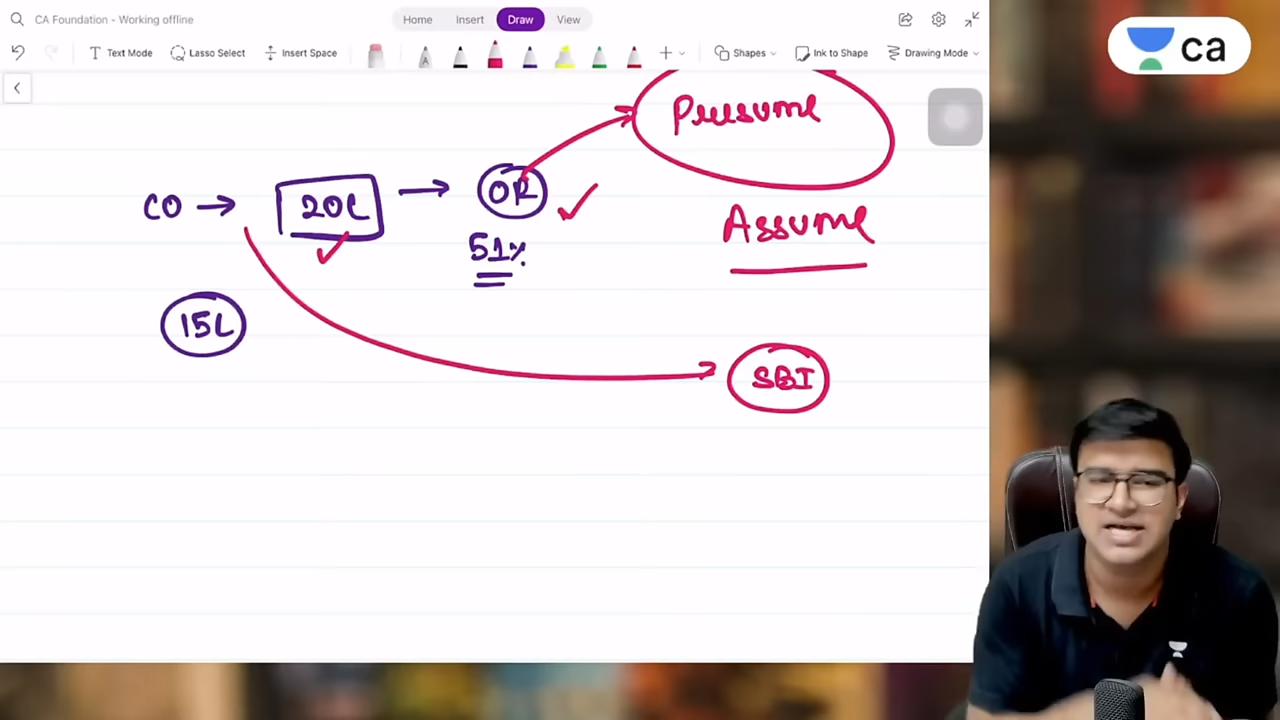 CA Foundation - Working offline
Home Insert Draw View
Text Mode Lasso Select Insert Space Shapes Ink to Shape Drawing Mode
ca
Presume
CO → 20L → OR
Assume
51%
15L
SBI